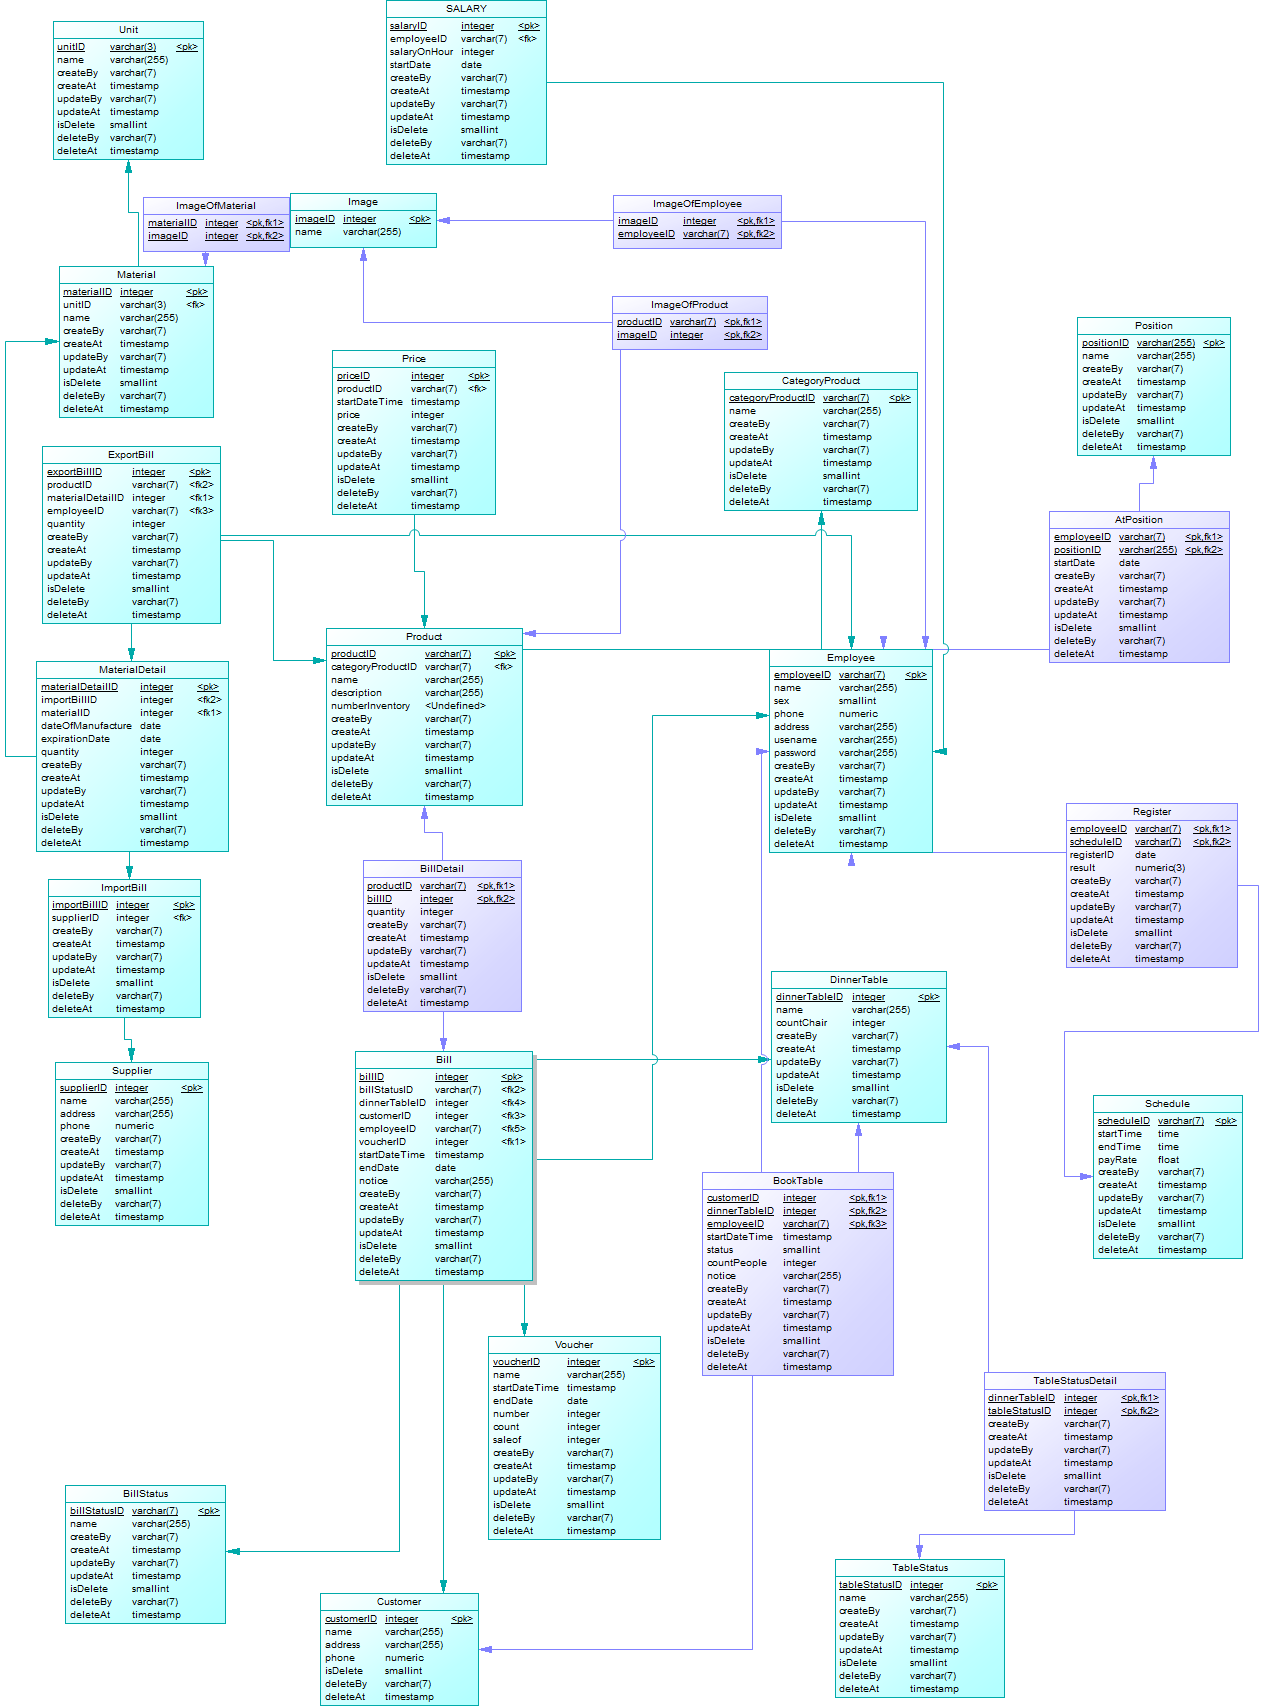 SALARY
salaryID integer <pk>
employeeID varchar(7) <fk>
salaryOnHour integer
startDate date
createBy varchar(7)
createAt timestamp
updateBy varchar(7)
updateAt timestamp
isDelete smallint
deleteBy varchar(7)
deleteAt timestamp
Unit
unitID varchar(3) <pk>
name varchar(255)
createBy varchar(7)
createAt timestamp
updateBy varchar(7)
updateAt timestamp
isDelete smallint
deleteBy varchar(7)
deleteAt timestamp
ImageOfMaterial
materialID integer <pk,fk1>
imageID integer <pk,fk2>
Image
imageID integer <pk>
name varchar(255)
ImageOfEmployee
imageID integer <pk,fk1>
employeeID varchar(7) <pk,fk2>
Material
materialID integer <pk>
unitID varchar(3) <fk>
name varchar(255)
createBy varchar(7)
createAt timestamp
updateBy varchar(7)
updateAt timestamp
isDelete smallint
deleteBy varchar(7)
deleteAt timestamp
ImageOfProduct
productID varchar(7) <pk,fk1>
imageID integer <pk,fk2>
Position
positionID varchar(255) <pk>
name varchar(255)
createBy varchar(7)
createAt timestamp
updateBy varchar(7)
updateAt timestamp
isDelete smallint
deleteBy varchar(7)
deleteAt timestamp
Price
priceID integer <pk>
productID varchar(7) <fk>
startDateTime timestamp
price integer
createBy varchar(7)
createAt timestamp
updateBy varchar(7)
updateAt timestamp
isDelete smallint
deleteBy varchar(7)
deleteAt timestamp
CategoryProduct
categoryProductID varchar(7) <pk>
name varchar(255)
createBy varchar(7)
createAt timestamp
updateBy varchar(7)
updateAt timestamp
isDelete smallint
deleteBy varchar(7)
deleteAt timestamp
ExportBill
exportBillID integer <pk>
productID varchar(7) <fk2>
materialDetailID integer <fk1>
employeeID varchar(7) <fk3>
quantity integer
createBy varchar(7)
createAt timestamp
updateBy varchar(7)
updateAt timestamp
isDelete smallint
deleteBy varchar(7)
deleteAt timestamp
AtPosition
employeeID varchar(7) <pk,fk1>
positionID varchar(255) <pk,fk2>
startDate date
createBy varchar(7)
createAt timestamp
updateBy varchar(7)
updateAt timestamp
isDelete smallint
deleteBy varchar(7)
deleteAt timestamp
Product
productID varchar(7) <pk>
categoryProductID varchar(7) <fk>
name varchar(255)
description varchar(255)
numberInventory <Undefined>
createBy varchar(7)
createAt timestamp
updateBy varchar(7)
updateAt timestamp
isDelete smallint
deleteBy varchar(7)
deleteAt timestamp
Employee
employeeID varchar(7) <pk>
name varchar(255)
sex smallint
phone numeric
address varchar(255)
usename varchar(255)
password varchar(255)
createBy varchar(7)
createAt timestamp
updateBy varchar(7)
updateAt timestamp
isDelete smallint
deleteBy varchar(7)
deleteAt timestamp
MaterialDetail
materialDetailID integer <pk>
importBillID integer <fk2>
materialID integer <fk1>
dateOfManufacture date
expirationDate date
quantity integer
createBy varchar(7)
createAt timestamp
updateBy varchar(7)
updateAt timestamp
isDelete smallint
deleteBy varchar(7)
deleteAt timestamp
Register
employeeID varchar(7) <pk,fk1>
scheduleID varchar(7) <pk,fk2>
registerID date
result numeric(3)
createBy varchar(7)
createAt timestamp
updateBy varchar(7)
updateAt timestamp
isDelete smallint
deleteBy varchar(7)
deleteAt timestamp
BillDetail
productID varchar(7) <pk,fk1>
billID integer <pk,fk2>
quantity integer
createBy varchar(7)
createAt timestamp
updateBy varchar(7)
updateAt timestamp
isDelete smallint
deleteBy varchar(7)
deleteAt timestamp
ImportBill
importBillID integer <pk>
supplierID integer <fk>
createBy varchar(7)
createAt timestamp
updateBy varchar(7)
updateAt timestamp
isDelete smallint
deleteBy varchar(7)
deleteAt timestamp
DinnerTable
dinnerTableID integer <pk>
name varchar(255)
countChair integer
createBy varchar(7)
createAt timestamp
updateBy varchar(7)
updateAt timestamp
isDelete smallint
deleteBy varchar(7)
deleteAt timestamp
Bill
billID integer <pk>
billStatusID varchar(7) <fk2>
dinnerTableID integer <fk4>
customerID integer <fk3>
employeeID varchar(7) <fk5>
voucherID integer <fk1>
startDateTime timestamp
endDate date
notice varchar(255)
createBy varchar(7)
createAt timestamp
updateBy varchar(7)
updateAt timestamp
isDelete smallint
deleteBy varchar(7)
deleteAt timestamp
Supplier
supplierID integer <pk>
name varchar(255)
address varchar(255)
phone numeric
createBy varchar(7)
createAt timestamp
updateBy varchar(7)
updateAt timestamp
isDelete smallint
deleteBy varchar(7)
deleteAt timestamp
Schedule
scheduleID varchar(7) <pk>
startTime time
endTime time
payRate float
createBy varchar(7)
createAt timestamp
updateBy varchar(7)
updateAt timestamp
isDelete smallint
deleteBy varchar(7)
deleteAt timestamp
BookTable
customerID integer <pk,fk1>
dinnerTableID integer <pk,fk2>
employeeID varchar(7) <pk,fk3>
startDateTime timestamp
status smallint
countPeople integer
notice varchar(255)
createBy varchar(7)
createAt timestamp
updateBy varchar(7)
updateAt timestamp
isDelete smallint
deleteBy varchar(7)
deleteAt timestamp
Voucher
voucherID integer <pk>
name varchar(255)
startDateTime timestamp
endDate date
number integer
count integer
saleof integer
createBy varchar(7)
createAt timestamp
updateBy varchar(7)
updateAt timestamp
isDelete smallint
deleteBy varchar(7)
deleteAt timestamp
TableStatusDetail
dinnerTableID integer <pk,fk1>
tableStatusID integer <pk,fk2>
createBy varchar(7)
createAt timestamp
updateBy varchar(7)
updateAt timestamp
isDelete smallint
deleteBy varchar(7)
deleteAt timestamp
BillStatus
billStatusID varchar(7) <pk>
name varchar(255)
createBy varchar(7)
createAt timestamp
updateBy varchar(7)
updateAt timestamp
isDelete smallint
deleteBy varchar(7)
deleteAt timestamp
TableStatus
tableStatusID integer <pk>
name varchar(255)
createBy varchar(7)
createAt timestamp
updateBy varchar(7)
updateAt timestamp
isDelete smallint
deleteBy varchar(7)
deleteAt timestamp
Customer
customerID integer <pk>
name varchar(255)
address varchar(255)
phone numeric
isDelete smallint
deleteBy varchar(7)
deleteAt timestamp